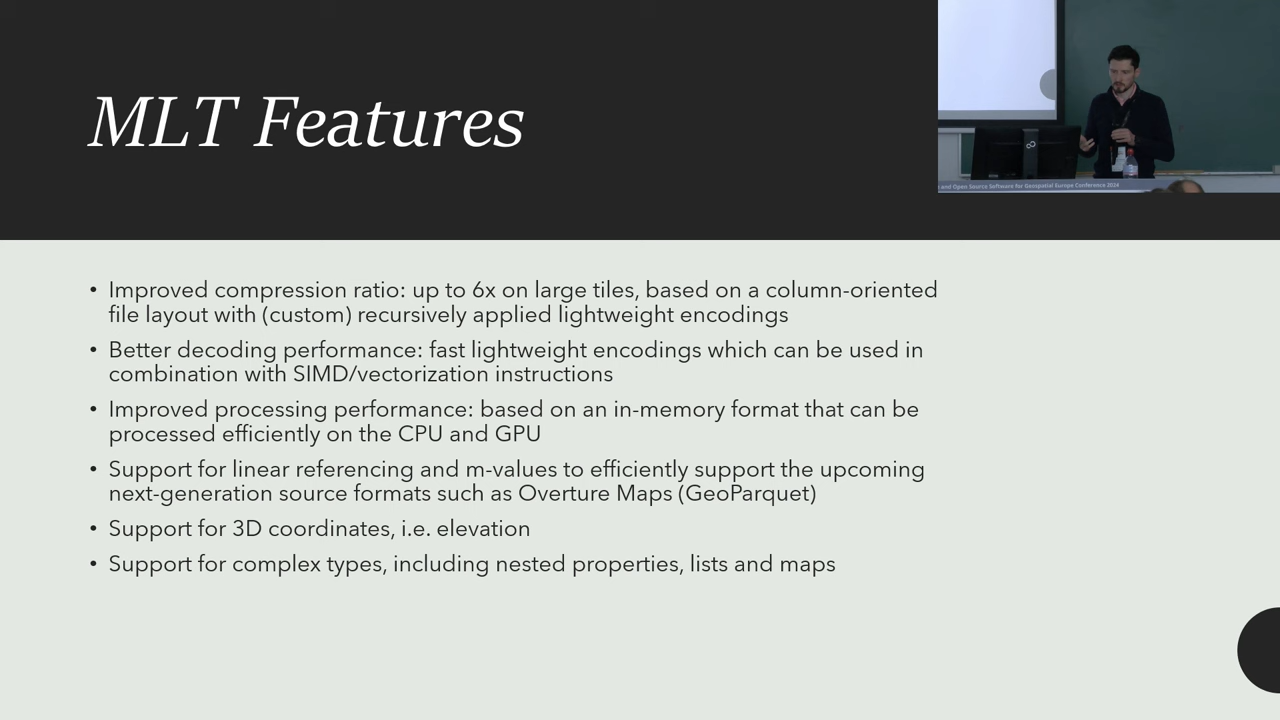 MLT Features
and Open Source Software for Geospatial Europe Conference 2024
• Improved compression ratio: up to 6x on large tiles, based on a column-oriented
file layout with (custom) recursively applied lightweight encodings
• Better decoding performance: fast lightweight encodings which can be used in
combination with SIMD/vectorization instructions
• Improved processing performance: based on an in-memory format that can be
processed efficiently on the CPU and GPU
• Support for linear referencing and m-values to efficiently support the upcoming
next-generation source formats such as Overture Maps (GeoParquet)
• Support for 3D coordinates, i.e. elevation
• Support for complex types, including nested properties, lists and maps